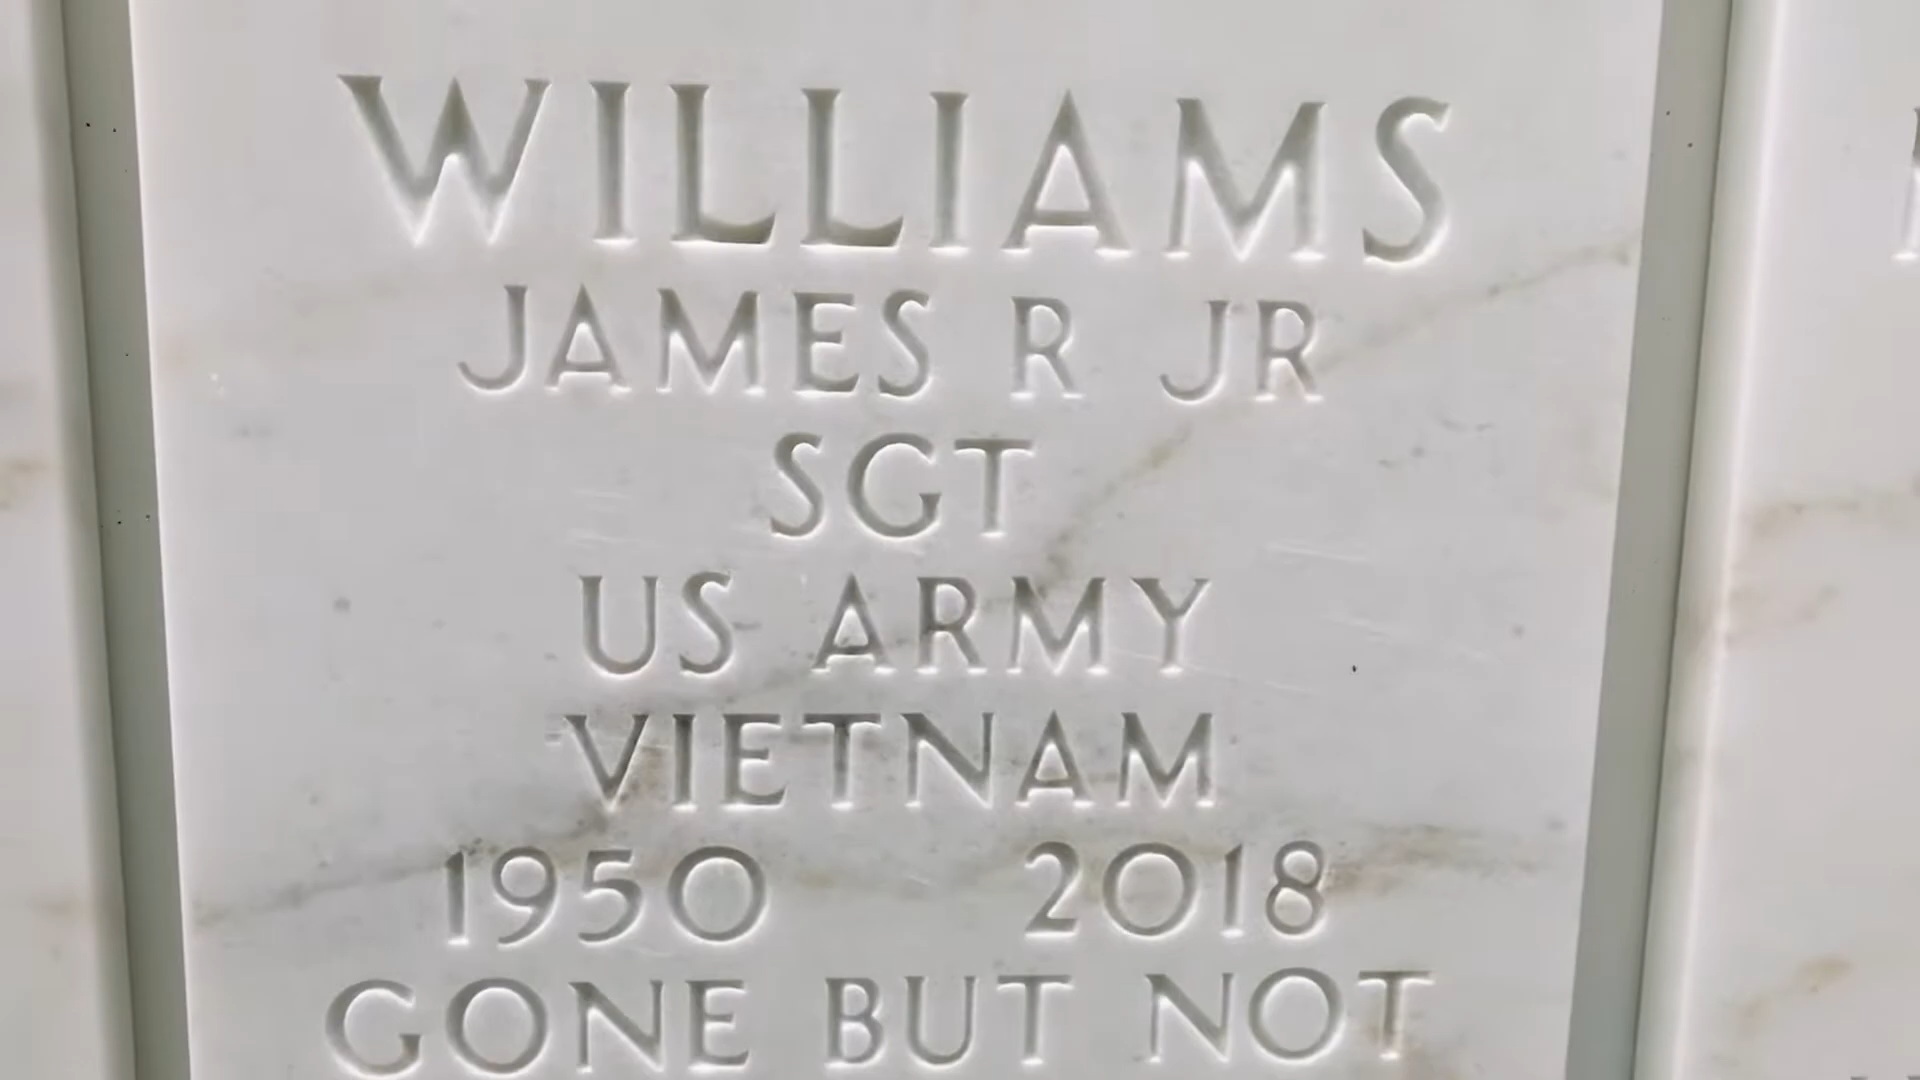 WILLIAMS
JAMES R JR
SGT
US ARMY
VIETNAM
1950 2018
GONE BUT NOT